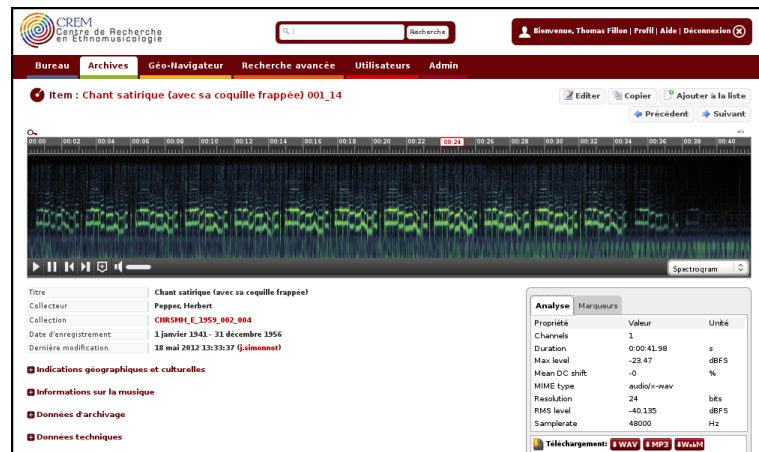 CREM
Centre de Recherche
en Ethnomusicologie
Recherche
Bienvenue, Thomas Fillon | Profil | Aide | Déconnexion
Bureau Archives Géo-Navigateur Recherche avancée Utilisateurs Admin
Item : Chant satirique (avec sa coquille frappée) 001_14
Editer Copier Ajouter à la liste
Précédent Suivant
00:00 00:02 00:04 00:06 00:08 00:10 00:12 00:14 00:16 00:18 00:20 00:22 00:24 00:26 00:28 00:30 00:32 00:34 00:36 00:38 00:40
Spectrogram
Titre Chant satirique (avec sa coquille frappée)
Collecteur Pepper, Herbert
Collection CNRSMH_E_1959_002_004
Date d'enregistrement 1 janvier 1941 - 31 décembre 1956
Dernière modification 18 mai 2012 13:33:37 (j.simonnot)
Indications géographiques et culturelles
Informations sur la musique
Données d'archivage
Données techniques
Analyse Marqueurs
Propriété Valeur Unité
Channels 1
Duration 0:00:41.98 s
Max level -23.47 dBFS
Mean DC shift -0 %
MIME type audio/x-wav
Resolution 24 bits
RMS level -40.135 dBFS
Samplerate 48000 Hz
Téléchargement: WAV MP3 WebM